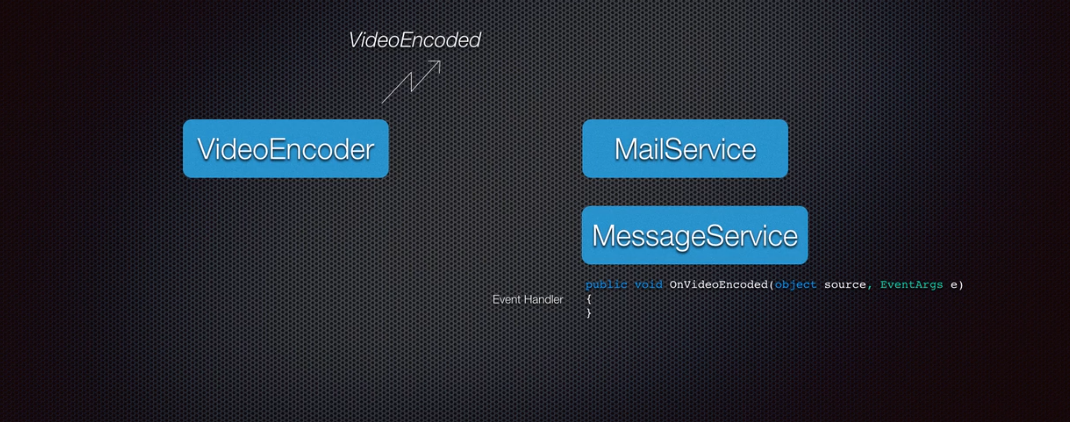 VideoEncoded
VideoEncoder
MailService
MessageService
public void OnVideoEncoded(object source, EventArgs e)
Event Handler
{
}